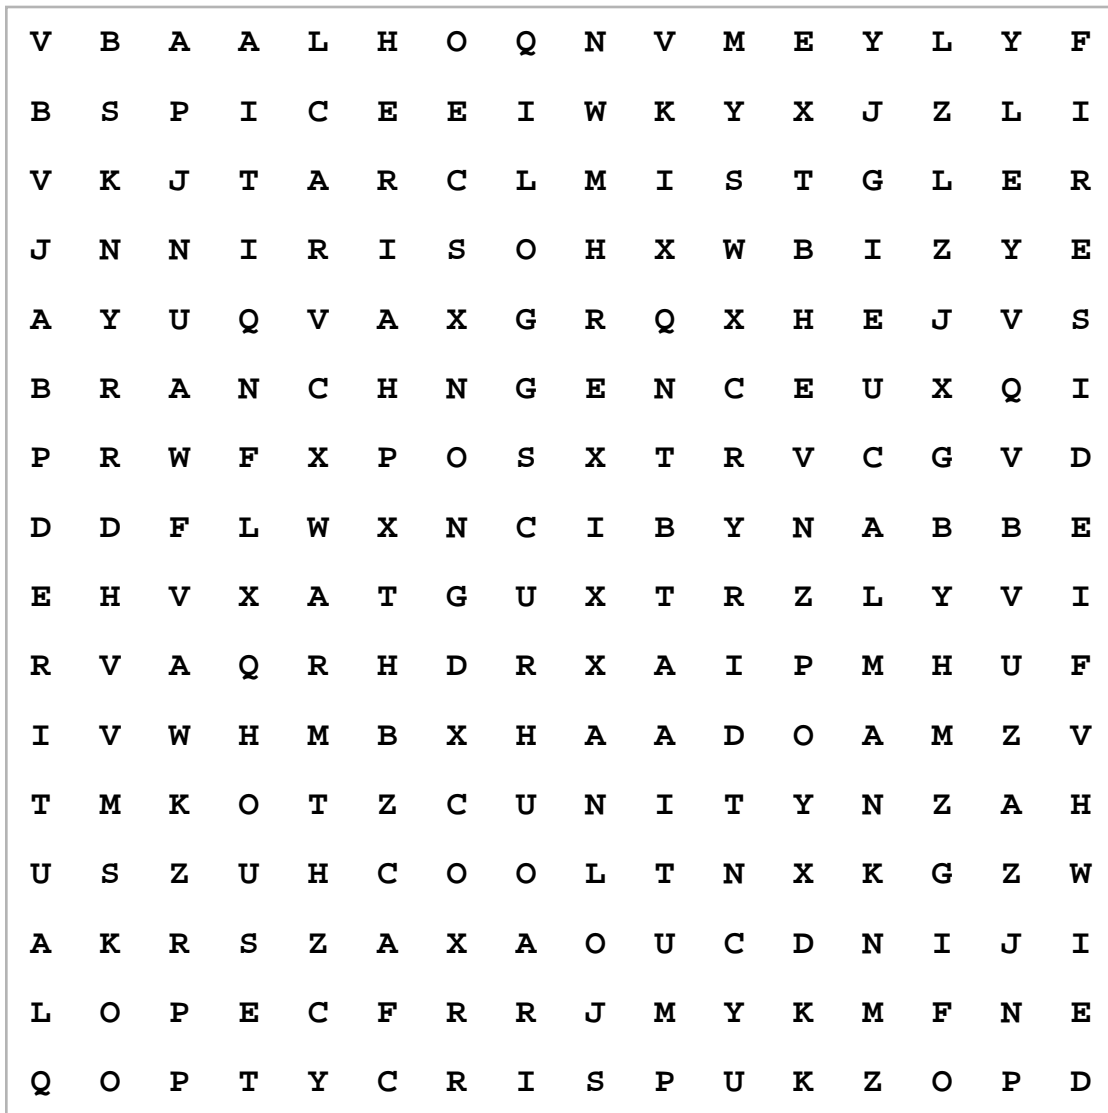 V B A A L H O Q N V M E Y L Y F
B S P I C E E I W K Y X J Z L I
V K J T A R C L M I S T G L E R
J N N I R I S O H X W B I Z Y E
A Y U Q V A X G R Q X H E J V S
B R A N C H N G E N C E U X Q I
P R W F X P O S X T R V C G V D
D D F L W X N C I B Y N A B B E
E H V X A T G U X T R Z L Y V I
R V A Q R H D R X A I P M H U F
I V W H M B X H A A D O A M Z V
T M K O T Z C U N I T Y N Z A H
U S Z U H C O O L T N X K G Z W
A K R S Z A X A O U C D N I J I
L O P E C F R R J M Y K M F N E
Q O P T Y C R I S P U K Z O P D